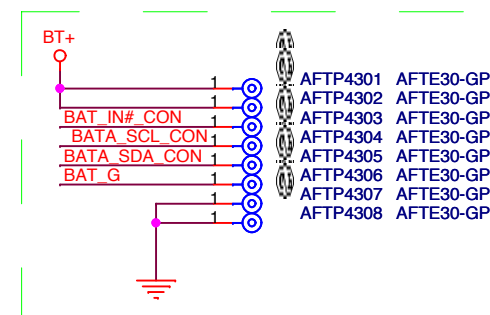 BT+
1 AFTP4301 AFTE30-GP
1 AFTP4302 AFTE30-GP
BAT_IN#_CON 1 AFTP4303 AFTE30-GP
BATA_SCL_CON 1 AFTP4304 AFTE30-GP
BATA_SDA_CON 1 AFTP4305 AFTE30-GP
BAT_G 1 AFTP4306 AFTE30-GP
1 AFTP4307 AFTE30-GP
1 AFTP4308 AFTE30-GP